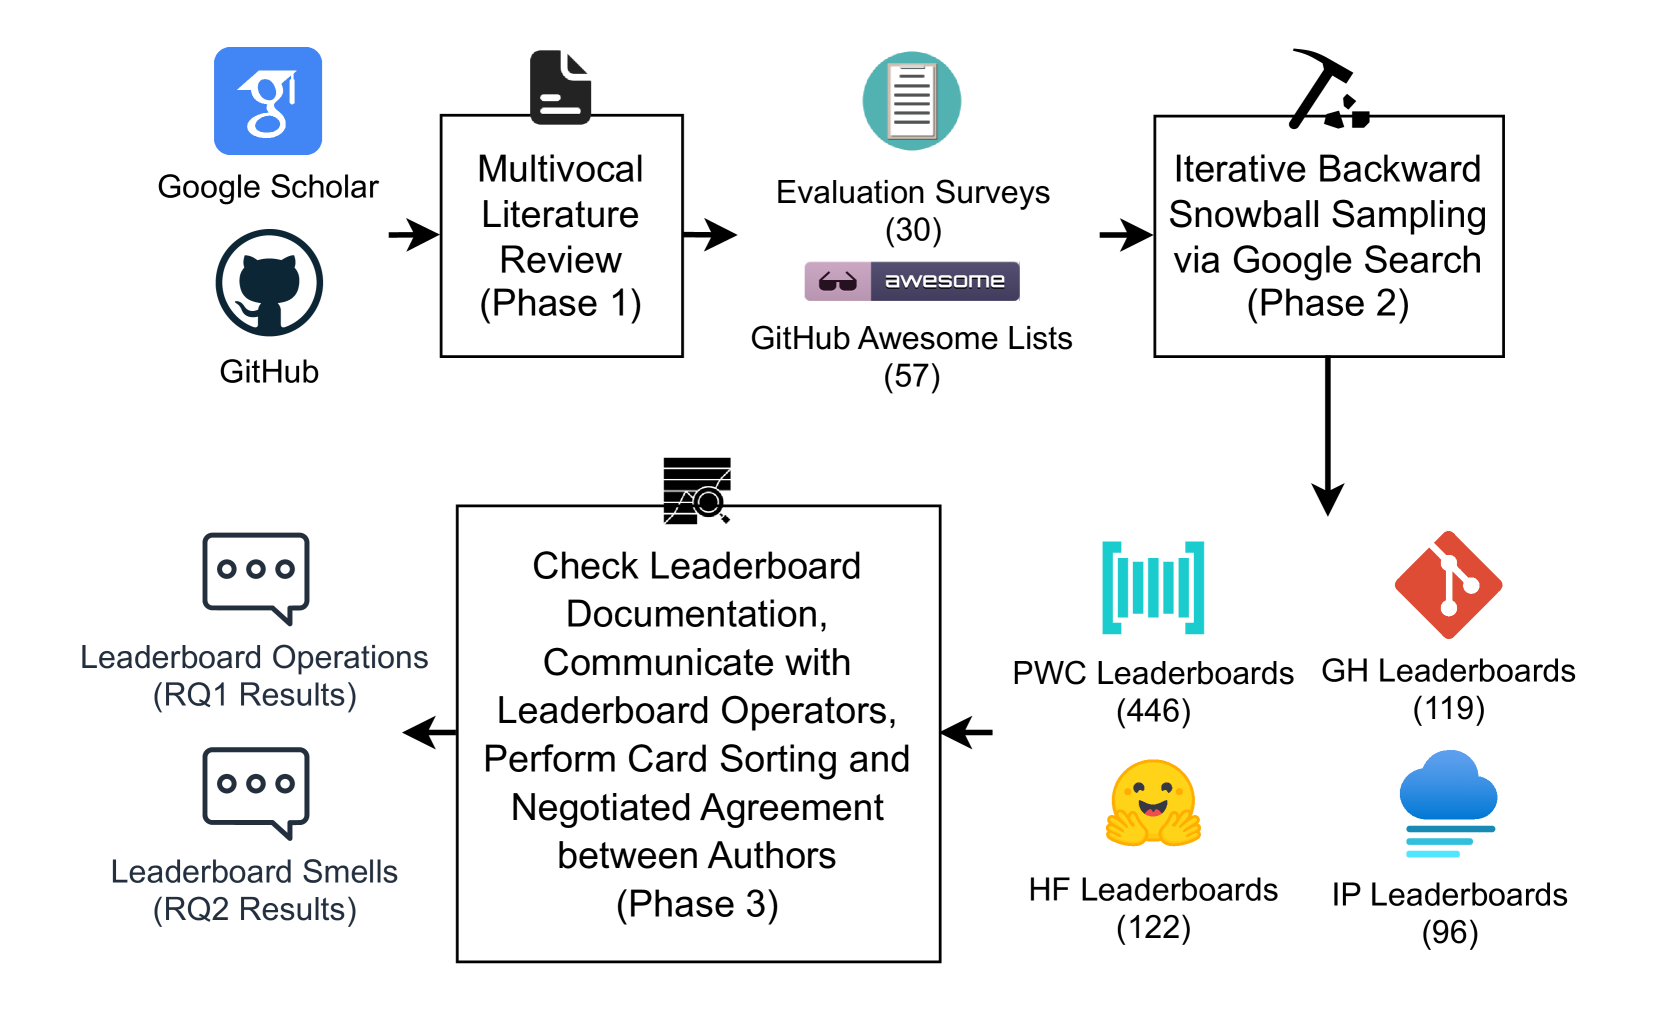 Google Scholar
GitHub
Multivocal
Literature
Review
(Phase 1)
Evaluation Surveys
(30)
awesome
GitHub Awesome Lists
(57)
Iterative Backward
Snowball Sampling
via Google Search
(Phase 2)
PWC Leaderboards
(446)
GH Leaderboards
(119)
HF Leaderboards
(122)
IP Leaderboards
(96)
Check Leaderboard
Documentation,
Communicate with
Leaderboard Operators,
Perform Card Sorting and
Negotiated Agreement
between Authors
(Phase 3)
Leaderboard Operations
(RQ1 Results)
Leaderboard Smells
(RQ2 Results)